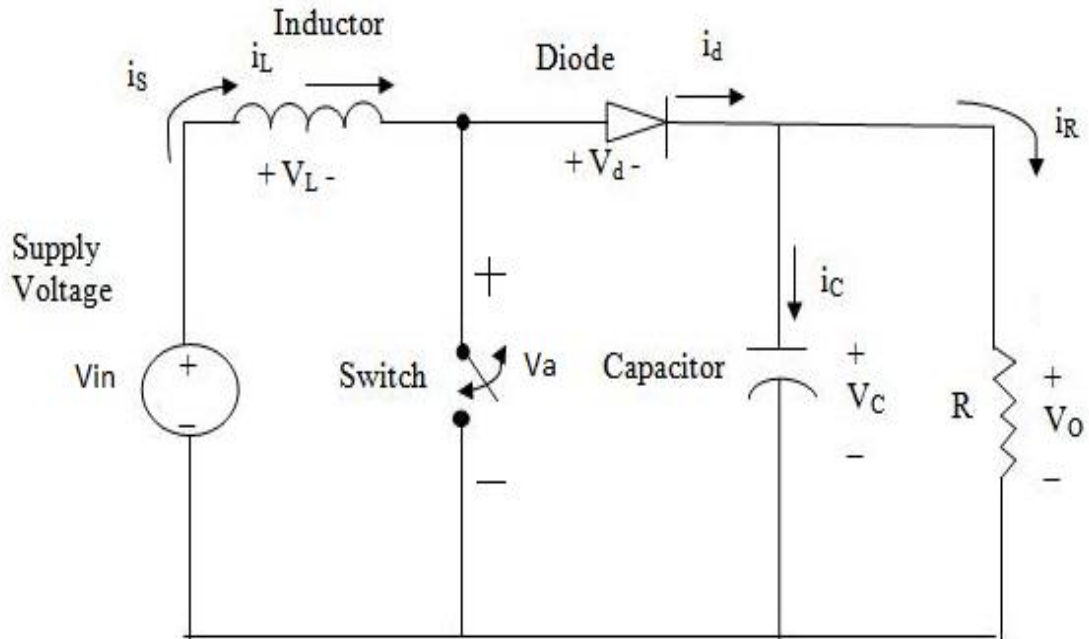 Inductor
iS
iL
Diode
id
iR
+ VL -
+ Vd -
Supply
Voltage
+
iC
Vin
+
-
Switch
Va
Capacitor
+
VC
-
R
+
VO
-
-